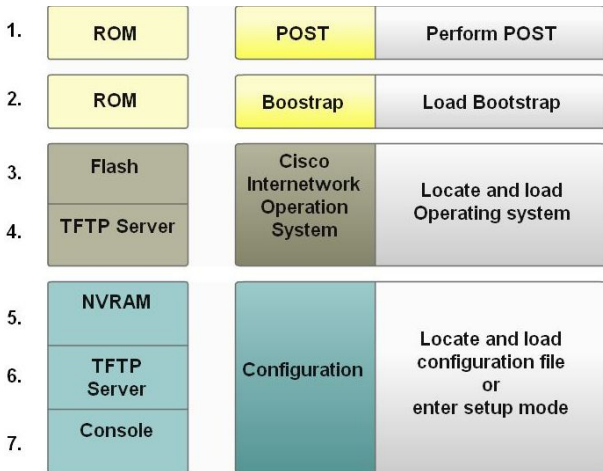 1.
ROM
POST
Perform POST
2.
ROM
Boostrap
Load Bootstrap
3.
Flash
4.
TFTP Server
Cisco
Internetwork
Operation
System
Locate and load
Operating system
5.
NVRAM
6.
TFTP
Server
7.
Console
Configuration
Locate and load
configuration file
or
enter setup mode